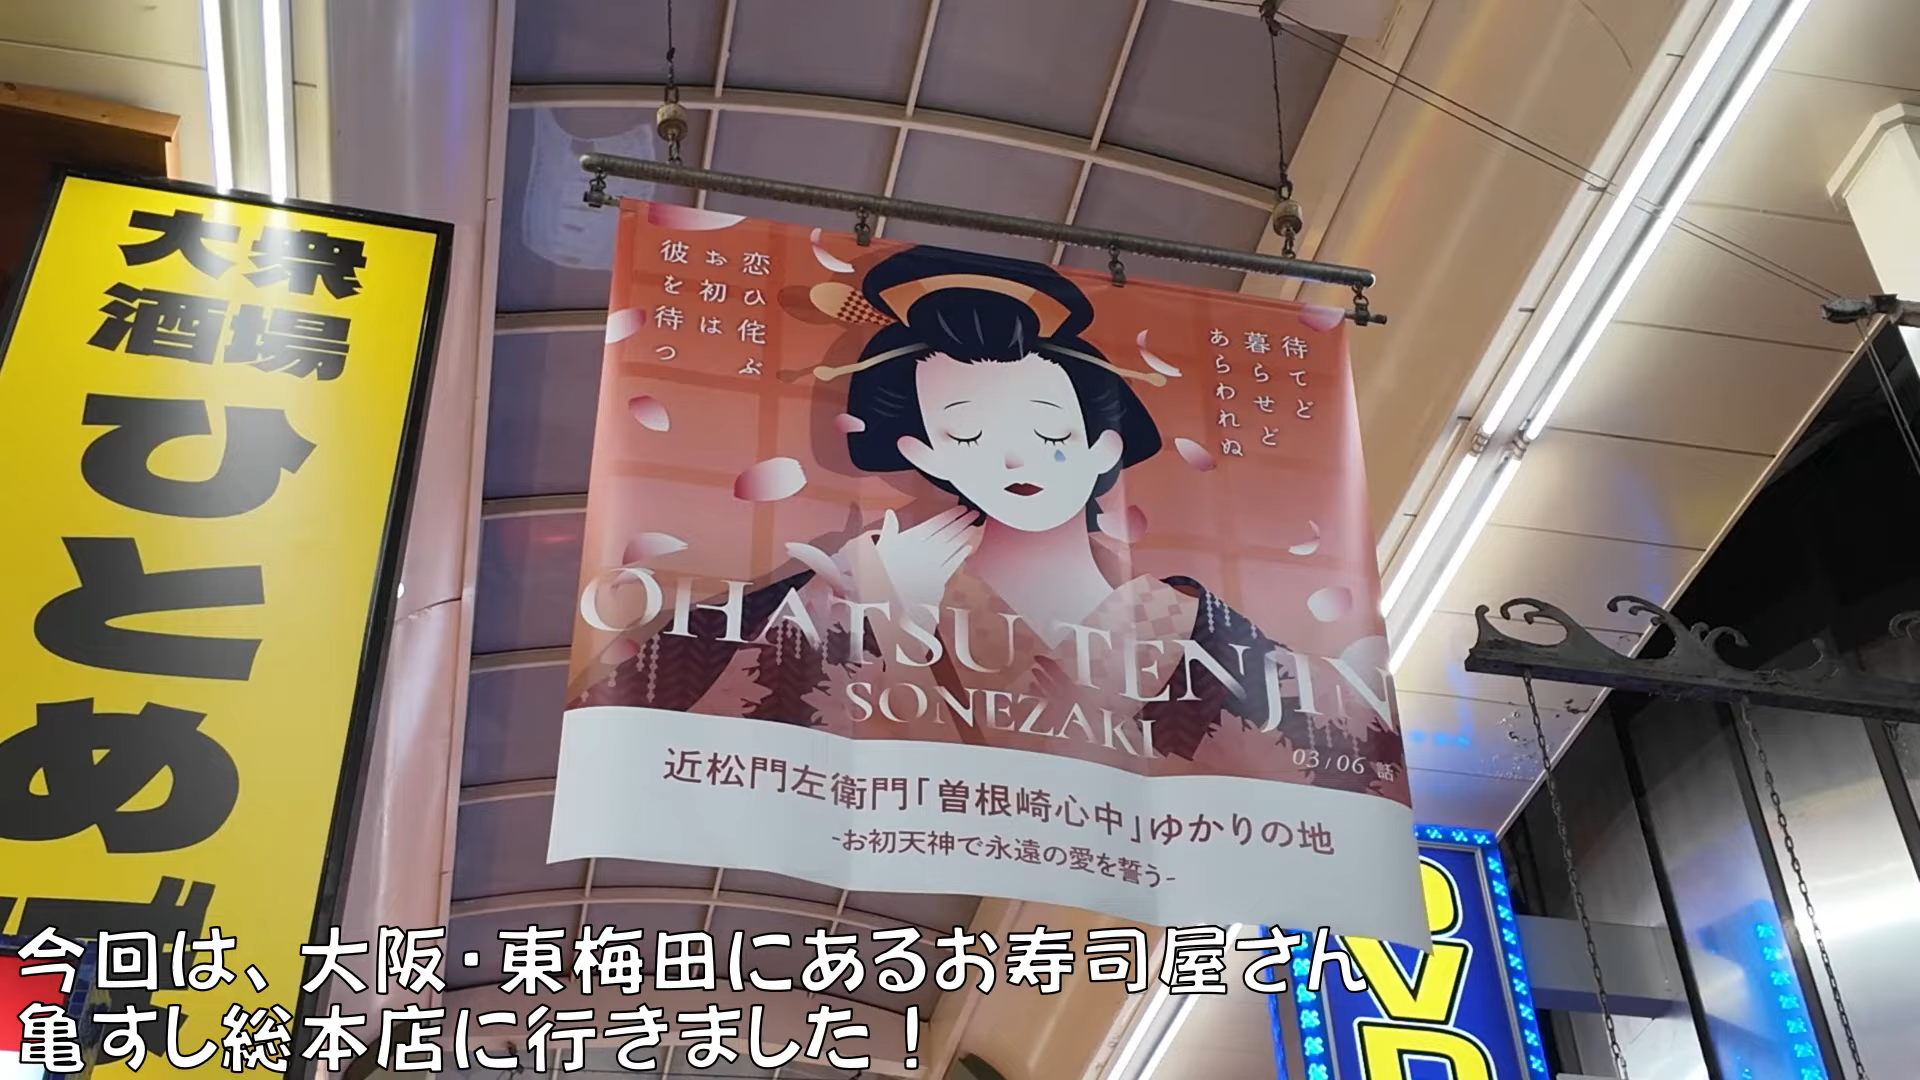 大衆
酒場
ひとめぼ
恋ひ侘ぶ
お初は
彼を待つ
待てど
暮らせど
あらわれぬ
OHATSU TENJIN
SONEZAKI
03/06 話
近松門左衛門「曽根崎心中」ゆかりの地
-お初天神で永遠の愛を誓う-
今回は、大阪・東梅田にあるお寿司屋さん
亀すし総本店に行きました！